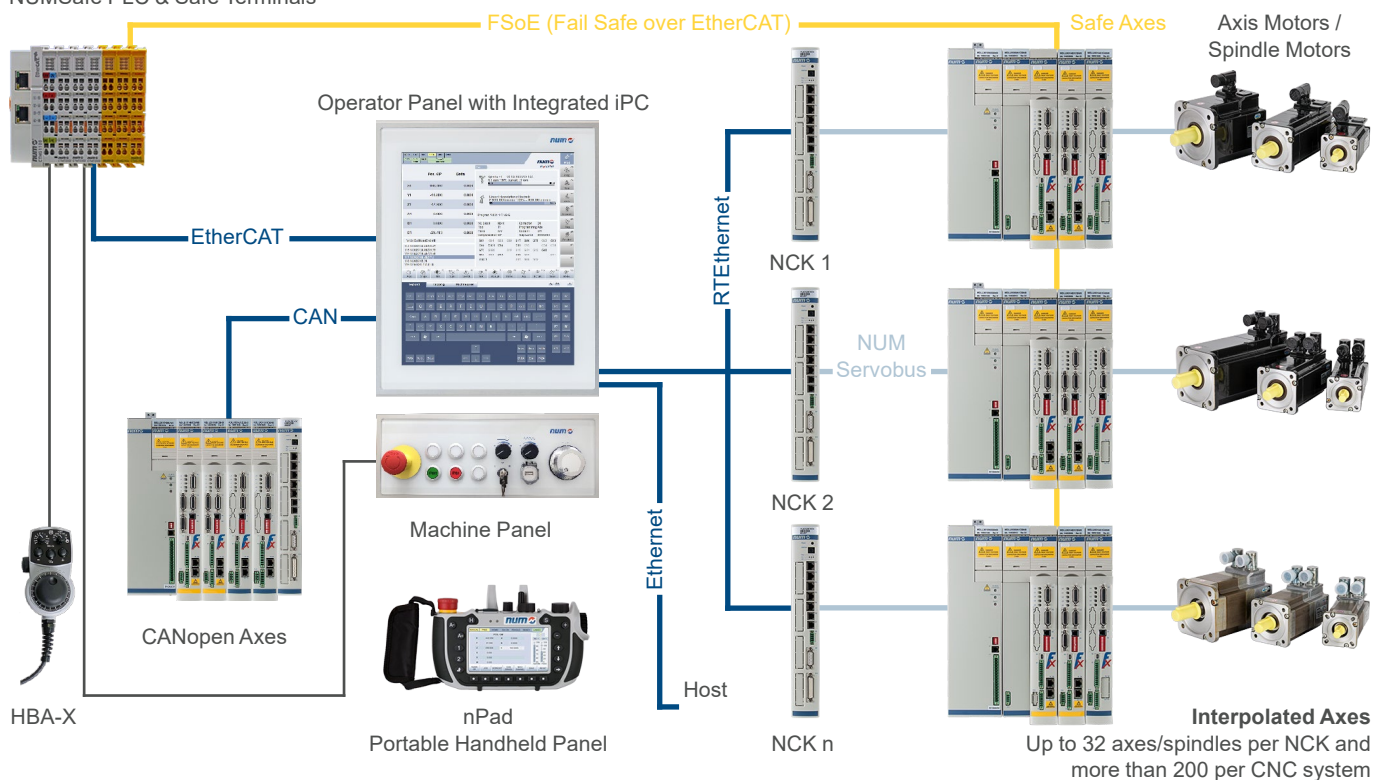 NUMSafe PLC & Safe Terminals
FSoE (Fail Safe over EtherCAT)
Safe Axes
Axis Motors /
Spindle Motors
Operator Panel with Integrated iPC
num
EtherCAT
RTEthernet
NCK 1
CAN
NUM
Servobus
num
NCK 2
Machine Panel
Ethernet
CANopen Axes
num
Host
HBA-X
nPad
Portable Handheld Panel
NCK n
Interpolated Axes
Up to 32 axes/spindles per NCK and
more than 200 per CNC system